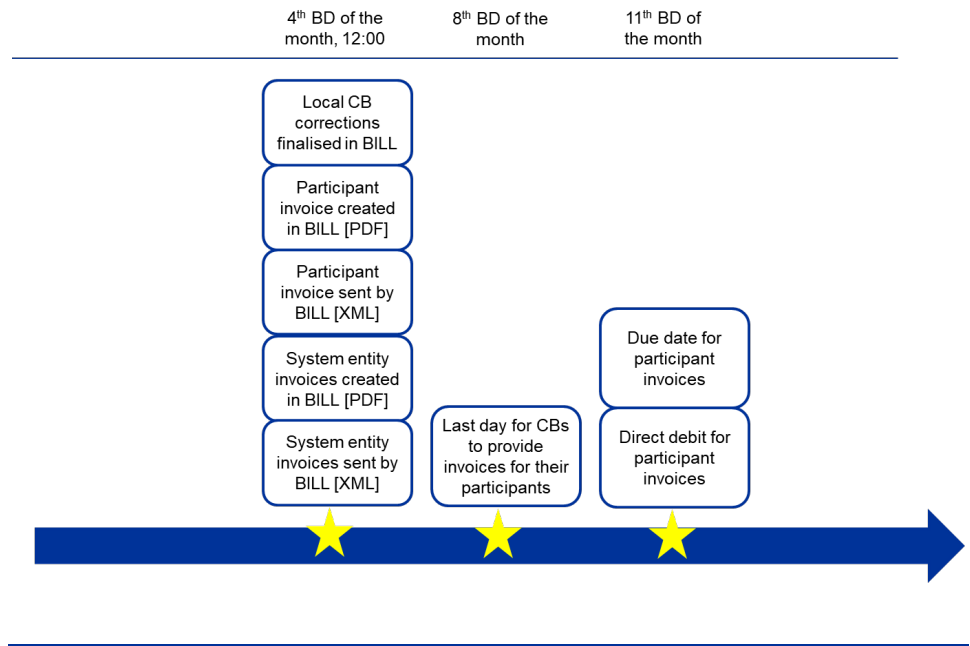 4th BD of the
month, 12:00
8th BD of the
month
11th BD of
the month
Local CB
corrections
finalised in BILL
Participant
invoice created
in BILL [PDF]
Participant
invoice sent by
BILL [XML]
System entity
invoices created
in BILL [PDF]
System entity
invoices sent by
BILL [XML]
Last day for CBs
to provide
invoices for their
participants
Due date for
participant
invoices
Direct debit for
participant
invoices